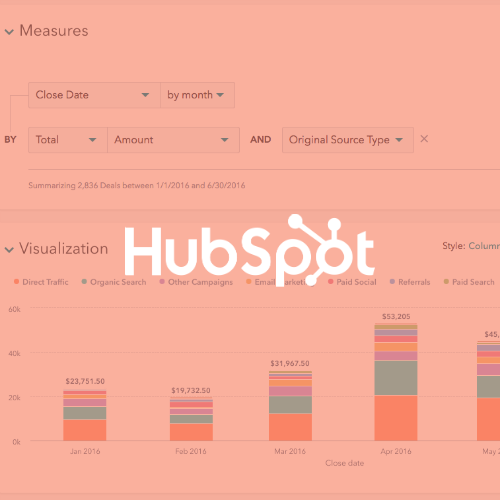 Measures
Close Date by month
BY Total Amount AND Original Source Type ×
Summarizing 2,836 Deals between 1/1/2016 and 6/30/2016
HubSpot
Visualization
Style: Column
Direct Traffic Organic Search Other Campaigns Email Marketing Paid Social Referrals Paid Search
60k
$53,205
$45,
40k
$31,967.50
$23,751.50
$19,732.50
20k
0k
Jan 2016 Feb 2016 Mar 2016 Apr 2016 May 2
Close date